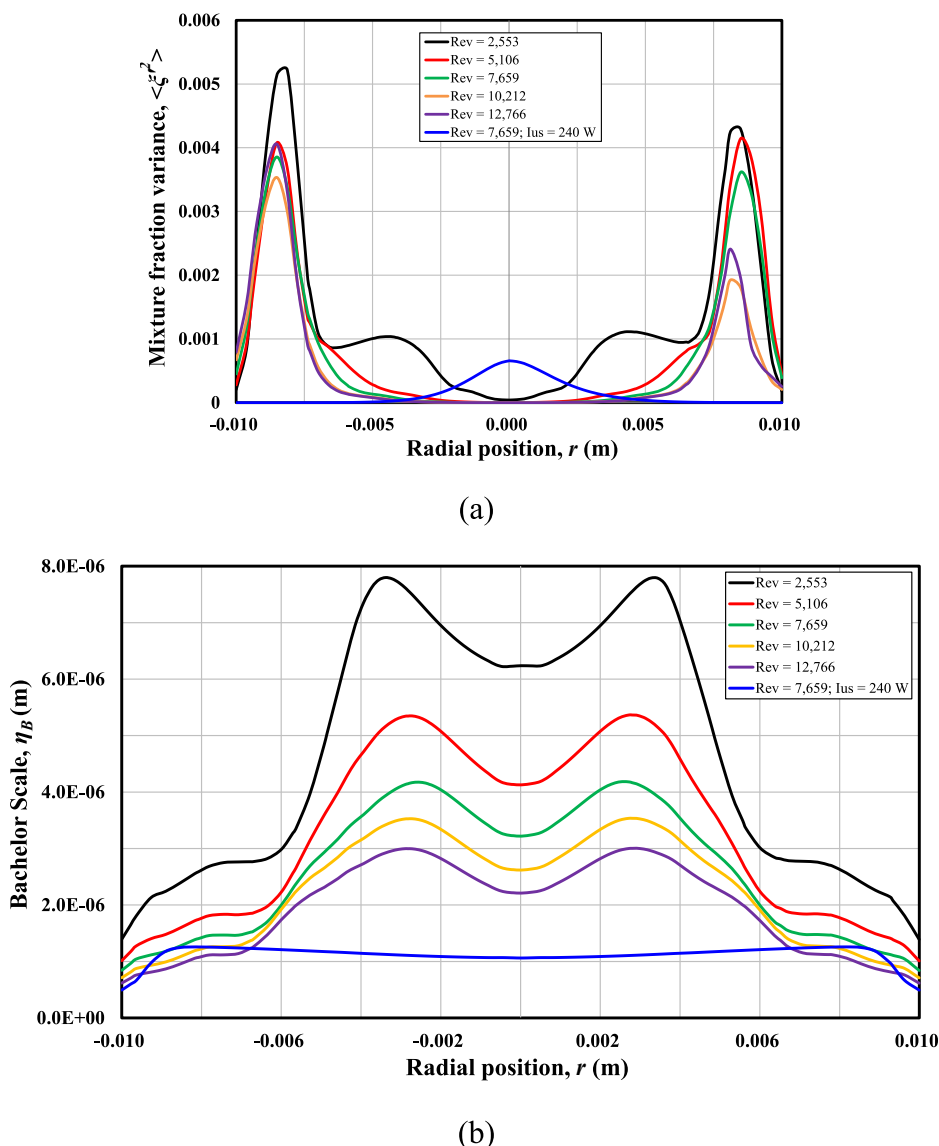 0.006
0.005
0.004
0.003
0.002
0.001
0
Mixture fraction variance, <ξ'²>
Rev = 2,553
Rev = 5,106
Rev = 7,659
Rev = 10,212
Rev = 12,766
Rev = 7,659; Ius = 240 W
-0.010 -0.005 0.000 0.005 0.010
Radial position, r (m)
(a)
8.0E-06
6.0E-06
4.0E-06
2.0E-06
0.0E+00
Bachelor Scale, ηB (m)
Rev = 2,553
Rev = 5,106
Rev = 7,659
Rev = 10,212
Rev = 12,766
Rev = 7,659; Ius = 240 W
-0.010 -0.006 -0.002 0.002 0.006 0.010
Radial position, r (m)
(b)